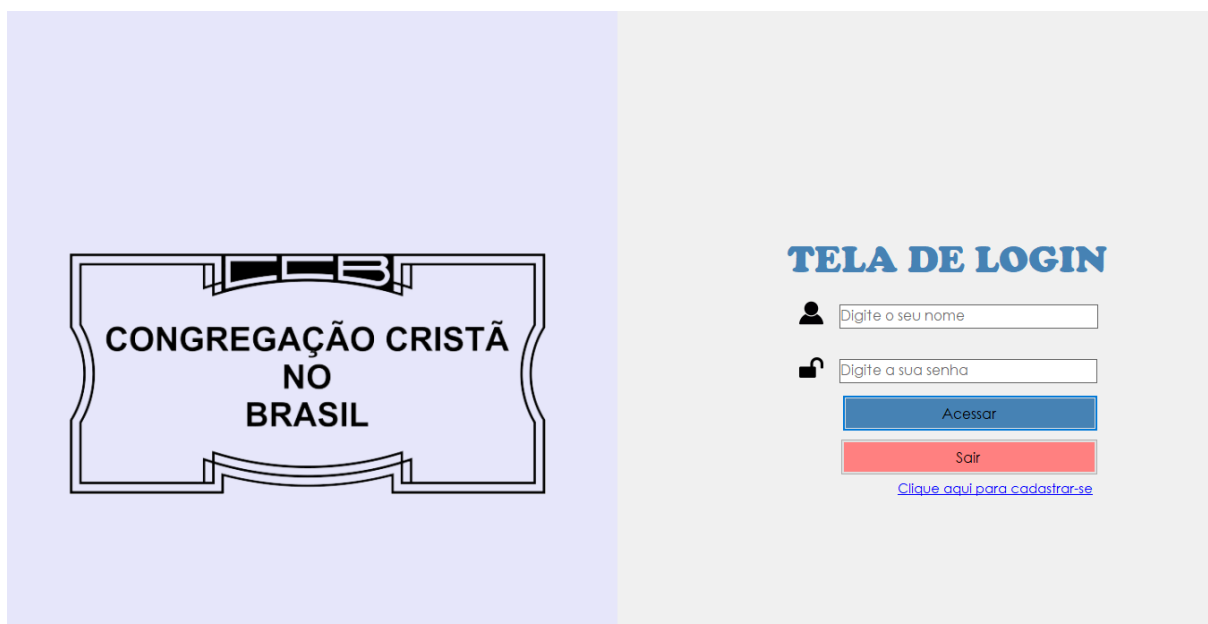 CCB
CONGREGAÇÃO CRISTÃ
NO
BRASIL
TELA DE LOGIN
Digite o seu nome
Digite a sua senha
Acessar
Sair
Clique aqui para cadastrar-se